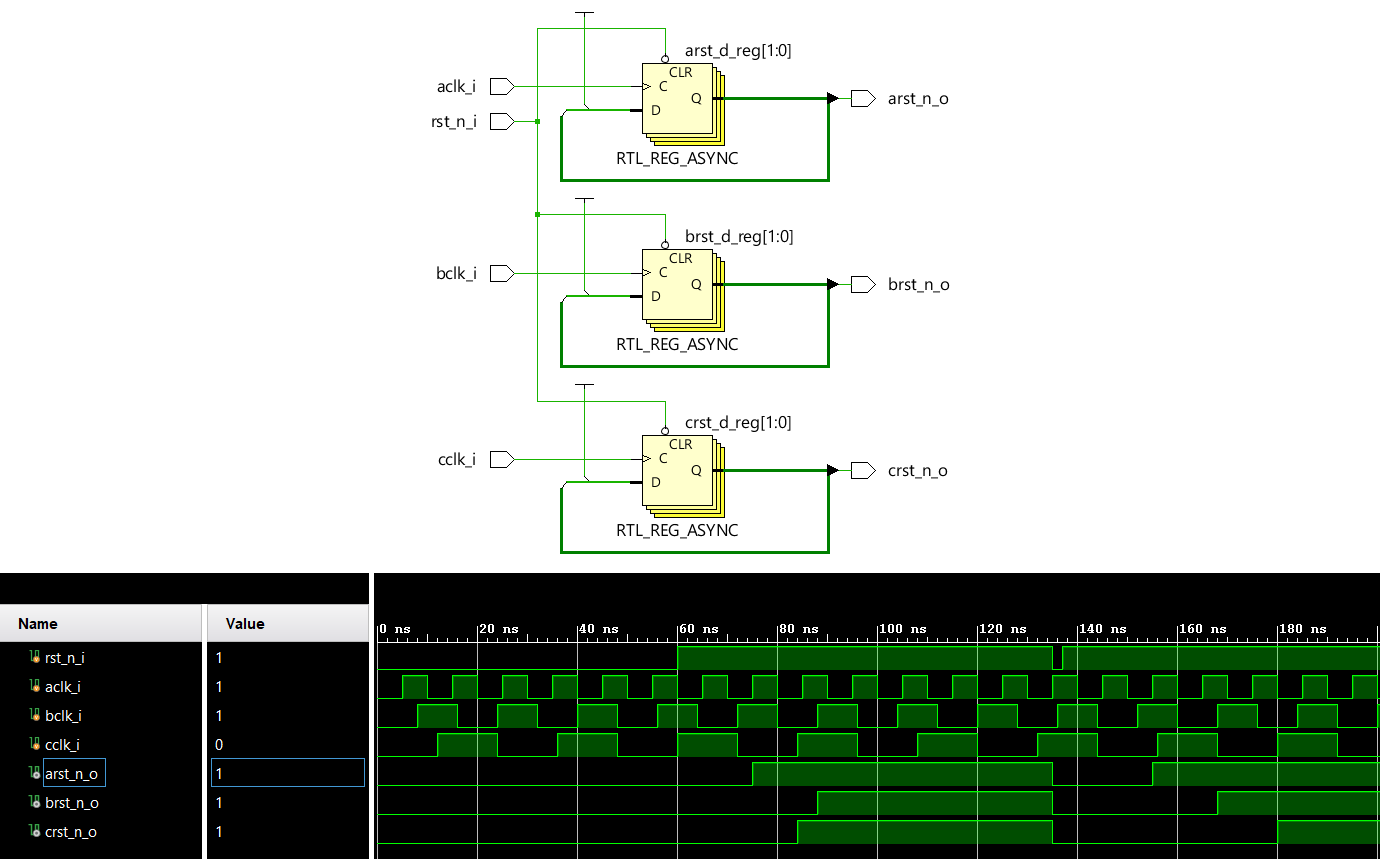 arst_d_reg[1:0]
CLR
aclk_i
C
Q
arst_n_o
D
rst_n_i
RTL_REG_ASYNC
brst_d_reg[1:0]
CLR
bclk_i
C
Q
brst_n_o
D
RTL_REG_ASYNC
crst_d_reg[1:0]
CLR
cclk_i
C
Q
crst_n_o
D
RTL_REG_ASYNC
Name Value
0 ns 20 ns 40 ns 60 ns 80 ns 100 ns 120 ns 140 ns 160 ns 180 ns
rst_n_i 1
aclk_i 1
bclk_i 1
cclk_i 0
arst_n_o 1
brst_n_o 1
crst_n_o 1